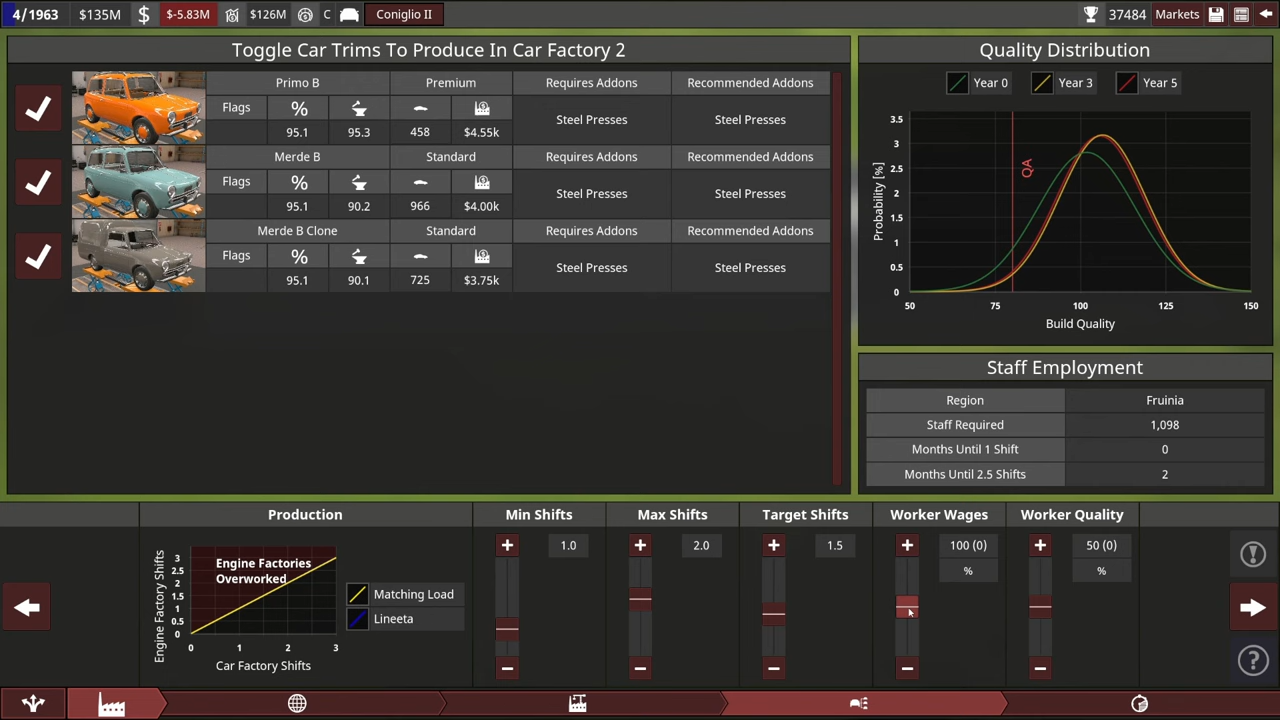 4/1963 $135M $ $-5.83M $126M C Coniglio II 37484 Markets
Toggle Car Trims To Produce In Car Factory 2
Primo B Premium Requires Addons Recommended Addons
Flags %
95.1 95.3 458 $4.55k Steel Presses Steel Presses
Merde B Standard Requires Addons Recommended Addons
Flags %
95.1 90.2 966 $4.00k Steel Presses Steel Presses
Merde B Clone Standard Requires Addons Recommended Addons
Flags %
95.1 90.1 725 $3.75k Steel Presses Steel Presses
Quality Distribution
Year 0 Year 3 Year 5
Probability [%]
3.5
3
2.5
2
1.5
1
0.5
0
QA
50 75 100 125 150
Build Quality
Staff Employment
Region Fruinia
Staff Required 1,098
Months Until 1 Shift 0
Months Until 2.5 Shifts 2
Production
Engine Factory Shifts
3
2.5
2
1.5
1
0.5
0
Engine Factories
Overworked
0 1 2 3
Car Factory Shifts
Matching Load
Lineeta
Min Shifts
+ 1.0
−
Max Shifts
+ 2.0
−
Target Shifts
+ 1.5
−
Worker Wages
+ 100 (0)
%
−
Worker Quality
+ 50 (0)
%
−
!
?